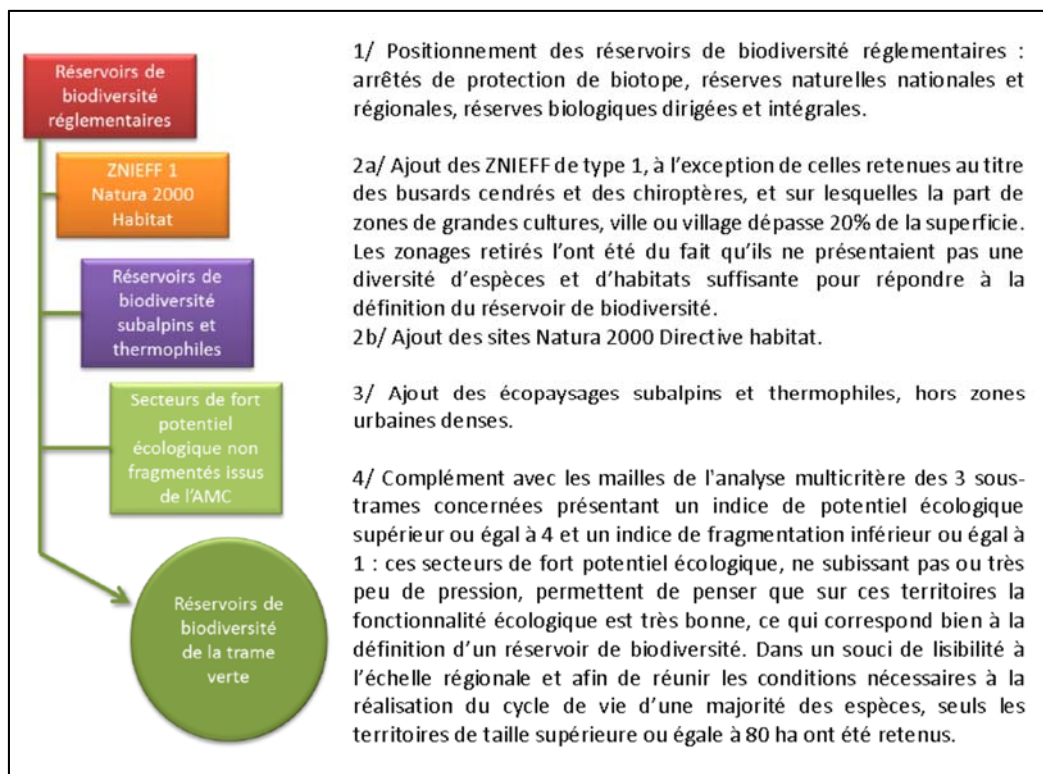 Réservoirs de
biodiversité
réglementaires
ZNIEFF 1
Natura 2000
Habitat
Réservoirs de
biodiversité
subalpins et
thermophiles
Secteurs de fort
potentiel
écologique non
fragmentés issus
de l'AMC
Réservoirs de
biodiversité
de la trame
verte
1/ Positionnement des réservoirs de biodiversité réglementaires :
arrêtés de protection de biotope, réserves naturelles nationales et
régionales, réserves biologiques dirigées et intégrales.
2a/ Ajout des ZNIEFF de type 1, à l'exception de celles retenues au titre
des busards cendrés et des chiroptères, et sur lesquelles la part de
zones de grandes cultures, ville ou village dépasse 20% de la superficie.
Les zonages retirés l'ont été du fait qu'ils ne présentaient pas une
diversité d'espèces et d'habitats suffisante pour répondre à la
définition du réservoir de biodiversité.
2b/ Ajout des sites Natura 2000 Directive habitat.
3/ Ajout des écopaysages subalpins et thermophiles, hors zones
urbaines denses.
4/ Complément avec les mailles de l'analyse multicritère des 3 sous-
trames concernées présentant un indice de potentiel écologique
supérieur ou égal à 4 et un indice de fragmentation inférieur ou égal à
1 : ces secteurs de fort potentiel écologique, ne subissant pas ou très
peu de pression, permettent de penser que sur ces territoires la
fonctionnalité écologique est très bonne, ce qui correspond bien à la
définition d'un réservoir de biodiversité. Dans un souci de lisibilité à
l'échelle régionale et afin de réunir les conditions nécessaires à la
réalisation du cycle de vie d'une majorité des espèces, seuls les
territoires de taille supérieure ou égale à 80 ha ont été retenus.